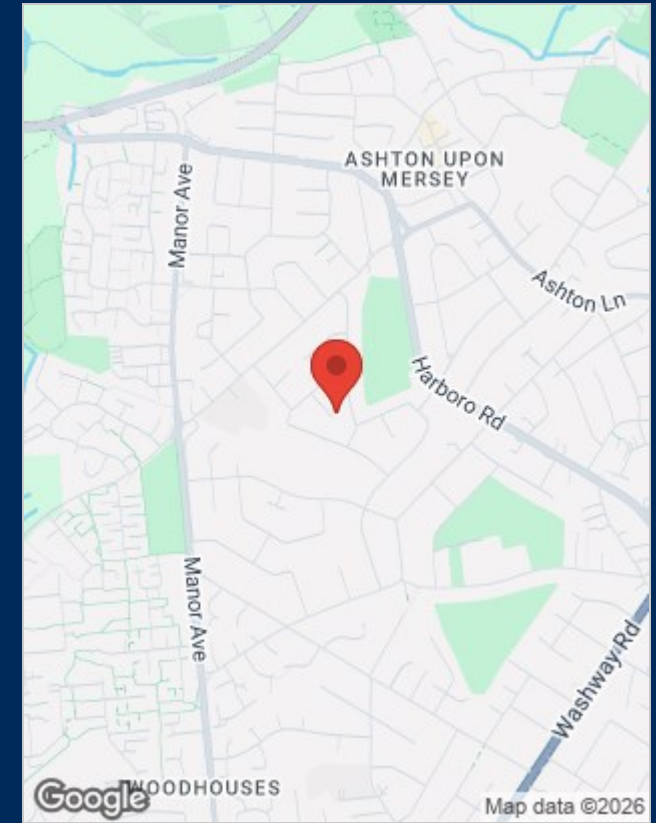 ASHTON UPON
MERSEY
Manor Ave
Ashton Ln
Harboro Rd
Manor Ave
Washway Rd
WOODHOUSES
Google
Map data ©2026